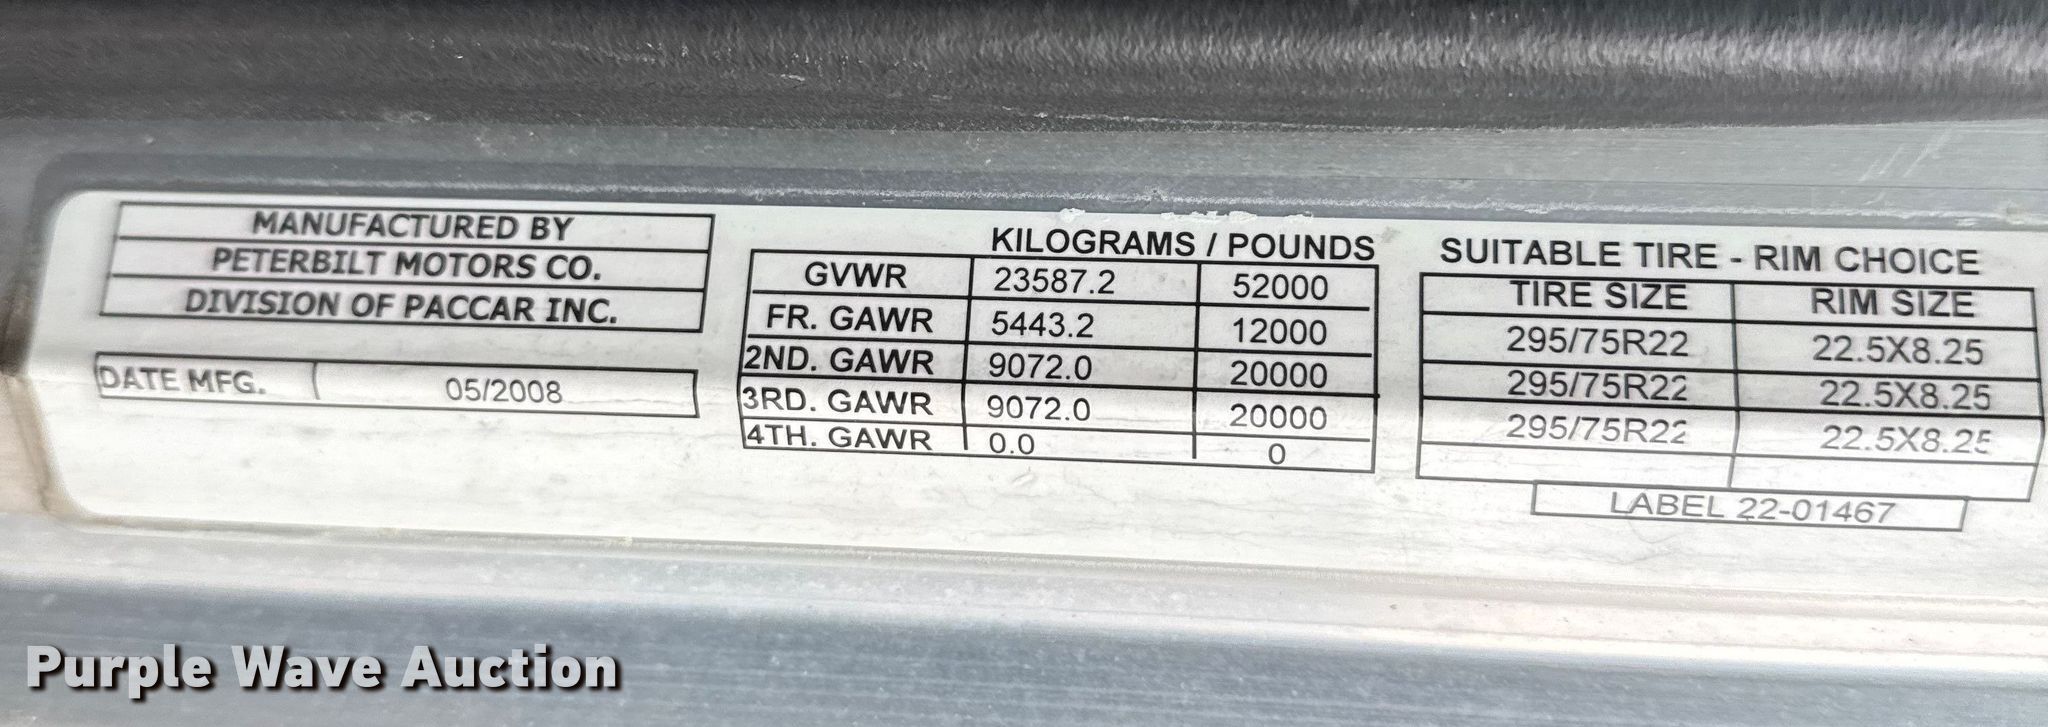 MANUFACTURED BY
PETERBILT MOTORS CO.
DIVISION OF PACCAR INC.
DATE MFG. 05/2008
KILOGRAMS / POUNDS
GVWR 23587.2 52000
FR. GAWR 5443.2 12000
2ND. GAWR 9072.0 20000
3RD. GAWR 9072.0 20000
4TH. GAWR 0.0 0
SUITABLE TIRE - RIM CHOICE
TIRE SIZE RIM SIZE
295/75R22 22.5X8.25
295/75R22 22.5X8.25
295/75R22 22.5X8.25
LABEL 22-01467
Purple Wave Auction